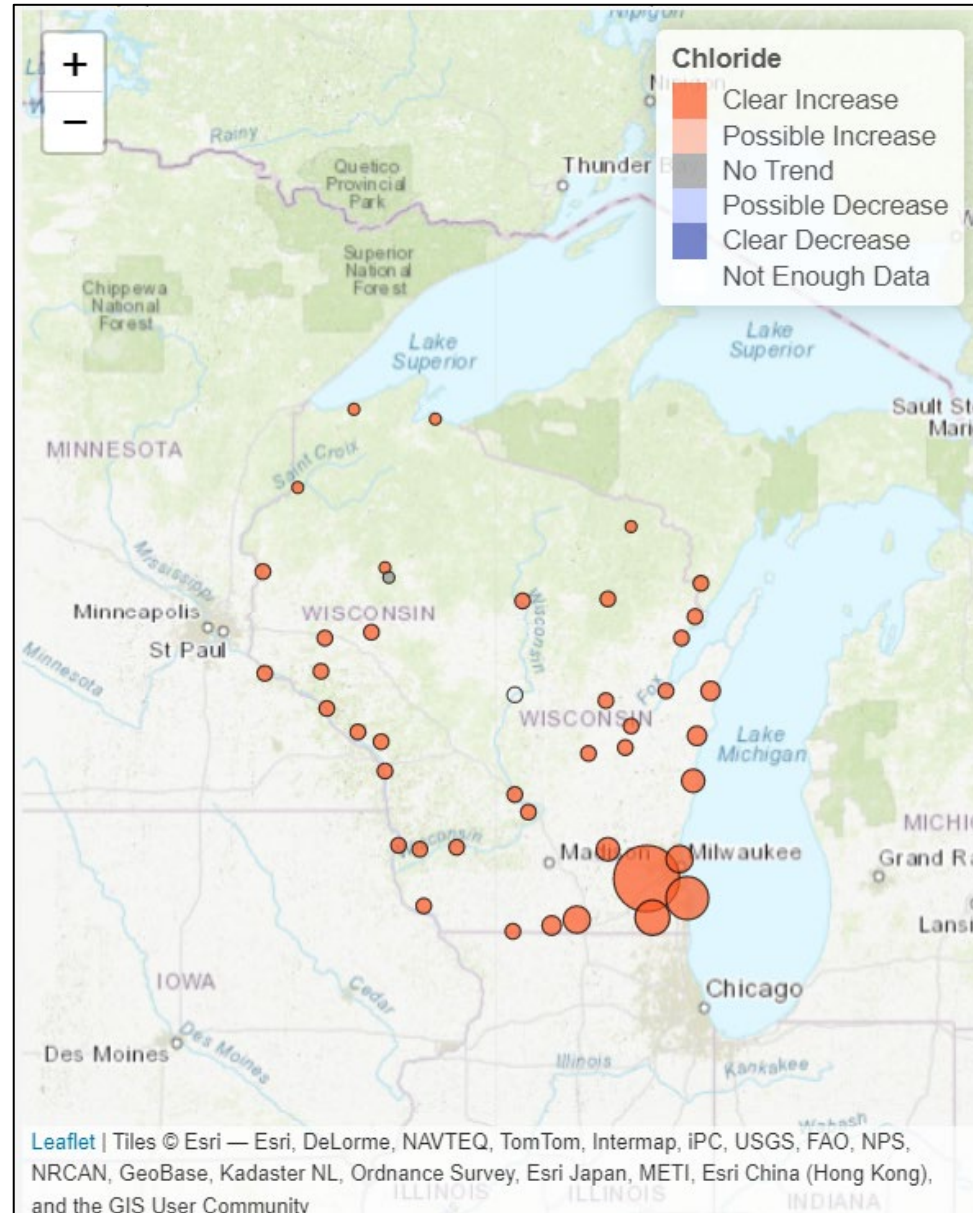 Nipigon
+
−
Chloride
Clear Increase
Possible Increase
No Trend
Possible Decrease
Clear Decrease
Not Enough Data
Rainy
Quetico
Provincial
Park
Thunder
Superior
National
Forest
Chippewa
National
Forest
Lake
Superior
Lake
Superior
Sault St
Mari
MINNESOTA
Saint Croix
Mississippi
Minneapolis
St Paul
WISCONSIN
Wisconsin
Minnesota
Fox
WISCONSIN
Lake
Michigan
MICHI
Wisconsin
Madison
Milwaukee
Grand Ra
Lansi
IOWA
Cedar
Chicago
Des Moines
Des Moines
Illinois
Kankakee
Wabash
Leaflet | Tiles © Esri — Esri, DeLorme, NAVTEQ, TomTom, Intermap, iPC, USGS, FAO, NPS,
NRCAN, GeoBase, Kadaster NL, Ordnance Survey, Esri Japan, METI, Esri China (Hong Kong),
and the GIS User Community
ILLINOIS
ILLINOIS
INDIANA